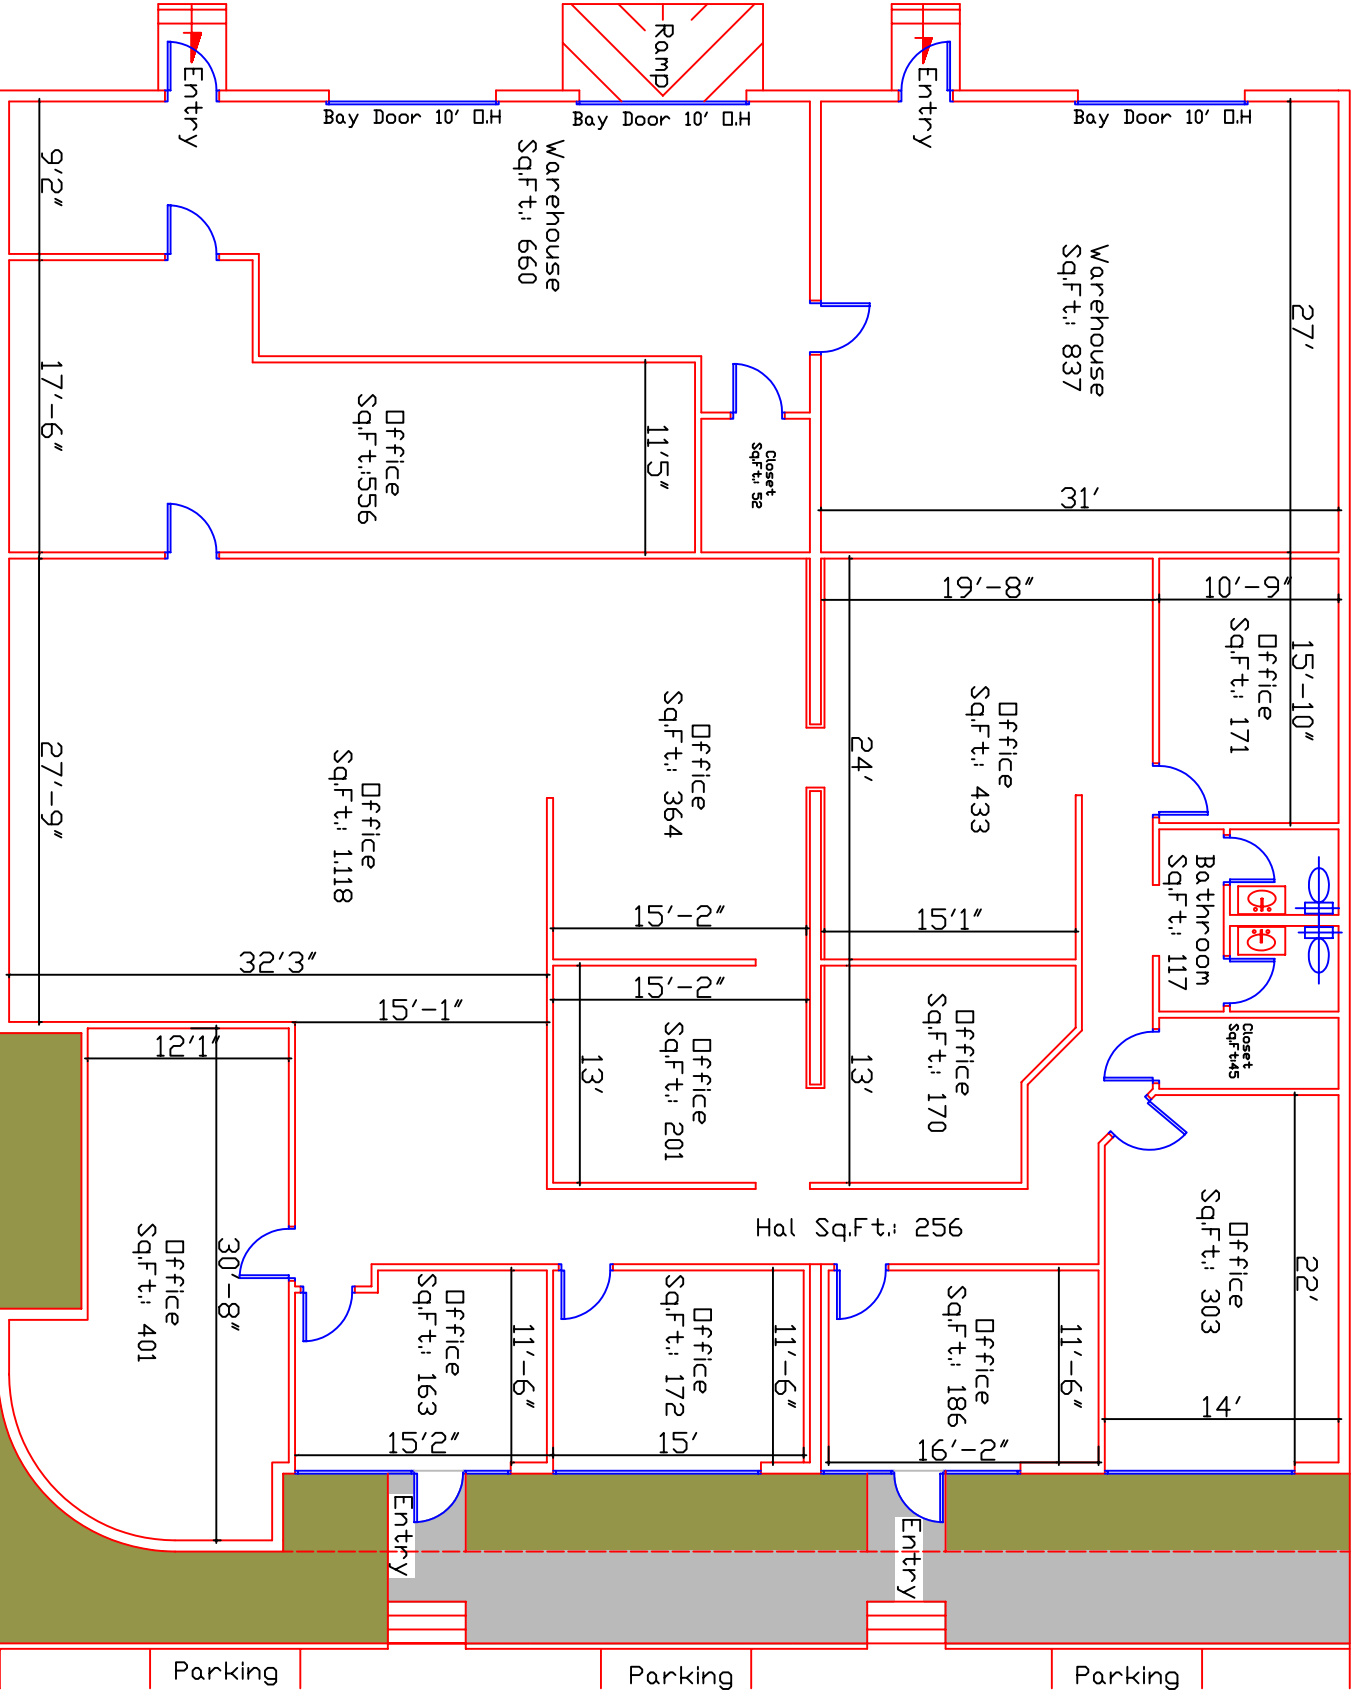 Ramp
Entry
Entry
Bay Door 10' O.H
Bay Door 10' O.H
Bay Door 10' O.H
9'2"
Warehouse
Sq.Ft.: 660
Warehouse
Sq.Ft.: 837
27'
17'-6"
Office
Sq.Ft.:556
11'5"
Closet
Sq.Ft.: 52
31'
19'-8"
10'-9"
Office
Sq.Ft.: 171
15'-10"
27'-9"
Office
Sq.Ft.: 1.118
Office
Sq.Ft.: 364
24'
Office
Sq.Ft.: 433
Bathroom
Sq.Ft.: 117
15'-2"
15'1"
32'3"
15'-2"
15'-1"
12'1"
13'
Office
Sq.Ft.: 201
13'
Office
Sq.Ft.: 170
Closet
Sq.Ft:45
Office
Sq.Ft.: 401
30'-8"
Hal Sq.Ft.: 256
Office
Sq.Ft.: 303
22'
Office
Sq.Ft.: 163
11'-6"
Office
Sq.Ft.: 172
11'-6"
Office
Sq.Ft.: 186
11'-6"
14'
15'2"
15'
16'-2"
Entry
Entry
Parking
Parking
Parking